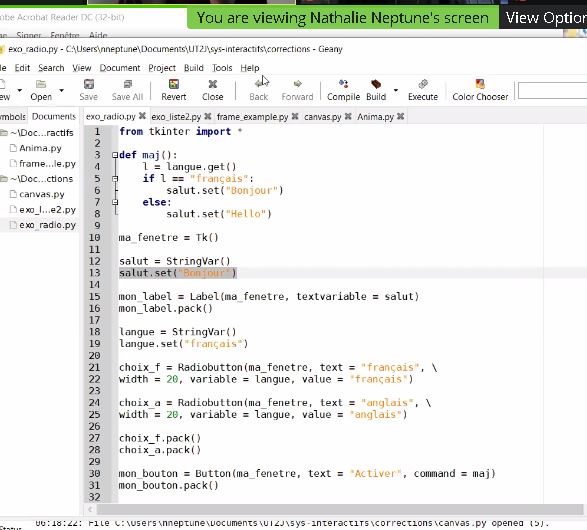 obe Acrobat Reader DC (32-bit)
You are viewing Nathalie Neptune's screen
View Option
age Signer Fenêtre Aide
exo_radio.py - C:\Users\nneptune\Documents\UT2J\sys-interactifs\corrections - Geany
le Edit Search View Document Project Build Tools Help
ew Open Save Save All Revert Close Back Forward Compile Build Execute Color Chooser
ymbols Documents exo_radio.py exo_liste2.py frame_example.py canvas.py Anima.py
~\Doc...ractifs
Anima.py
frame...le.py
~\Doc...ctions
canvas.py
exo_l...e2.py
exo_radio.py
1 from tkinter import *
2
3 def maj():
4 l = langue.get()
5 if l == "français":
6 salut.set("Bonjour")
7 else:
8 salut.set("Hello")
9
10 ma_fenetre = Tk()
11
12 salut = StringVar()
13 salut.set("Bonjour")
14
15 mon_label = Label(ma_fenetre, textvariable = salut)
16 mon_label.pack()
17
18 langue = StringVar()
19 langue.set("français")
20
21 choix_f = Radiobutton(ma_fenetre, text = "français", \
22 width = 20, variable = langue, value = "français")
23
24 choix_a = Radiobutton(ma_fenetre, text = "anglais", \
25 width = 20, variable = langue, value = "anglais")
26
27 choix_f.pack()
28 choix_a.pack()
29
30 mon_bouton = Button(ma_fenetre, text = "Activer", command = maj)
31 mon_bouton.pack()
32
Status
06:18:22: File C:\Users\nneptune\Documents\UT2J\sys-interactifs\corrections\canvas.py opened (5).